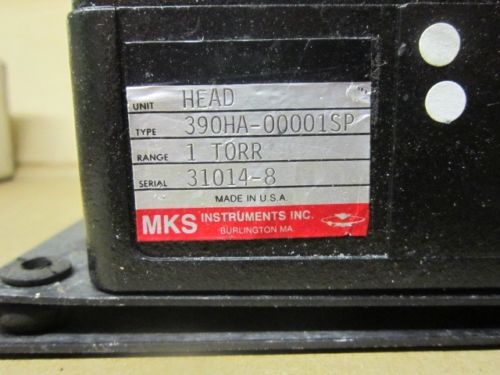 UNIT HEAD
TYPE 390HA-00001SP
RANGE 1 TORR
SERIAL 31014-8
MADE IN U.S.A.
MKS INSTRUMENTS INC.
BURLINGTON MA